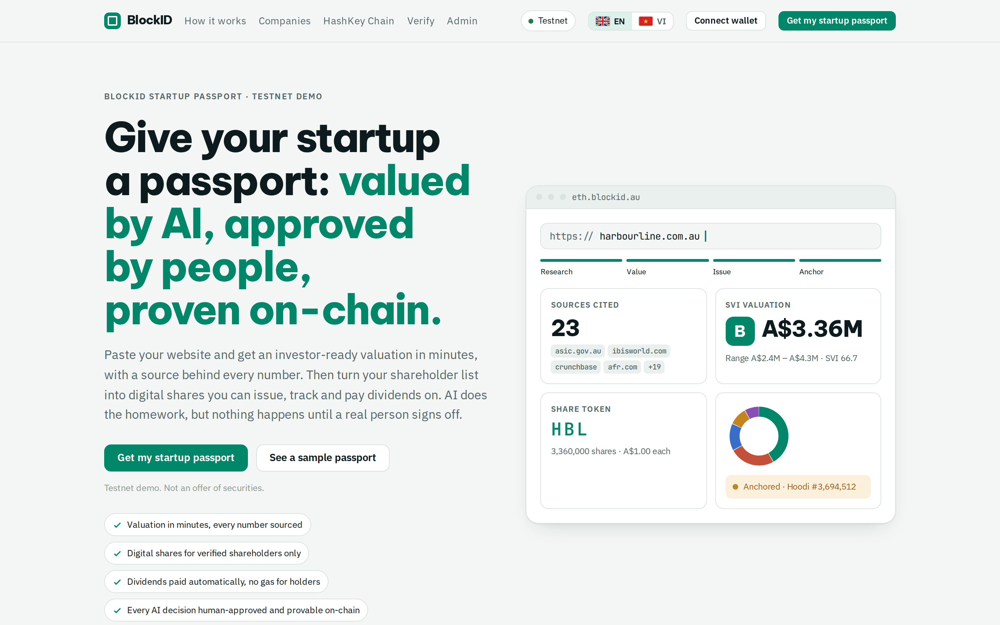 BlockID
How it works
Companies
HashKey Chain
Verify
Admin
Testnet
EN
VI
Connect wallet
Get my startup passport
BLOCKID STARTUP PASSPORT · TESTNET DEMO
Give your startup
a passport: valued
by AI, approved
by people,
proven on-chain.
Paste your website and get an investor-ready valuation in minutes,
with a source behind every number. Then turn your shareholder list
into digital shares you can issue, track and pay dividends on. AI does
the homework, but nothing happens until a real person signs off.
Get my startup passport
See a sample passport
Testnet demo. Not an offer of securities.
Valuation in minutes, every number sourced
Digital shares for verified shareholders only
Dividends paid automatically, no gas for holders
Every AI decision human-approved and provable on-chain
eth.blockid.au
https:// harbourline.com.au
Research
Value
Issue
Anchor
SOURCES CITED
23
asic.gov.au
ibisworld.com
crunchbase
afr.com
+19
SVI VALUATION
B
A$3.36M
Range A$2.4M – A$4.3M · SVI 66.7
SHARE TOKEN
HBL
3,360,000 shares · A$1.00 each
Anchored · Hoodi #3,694,512